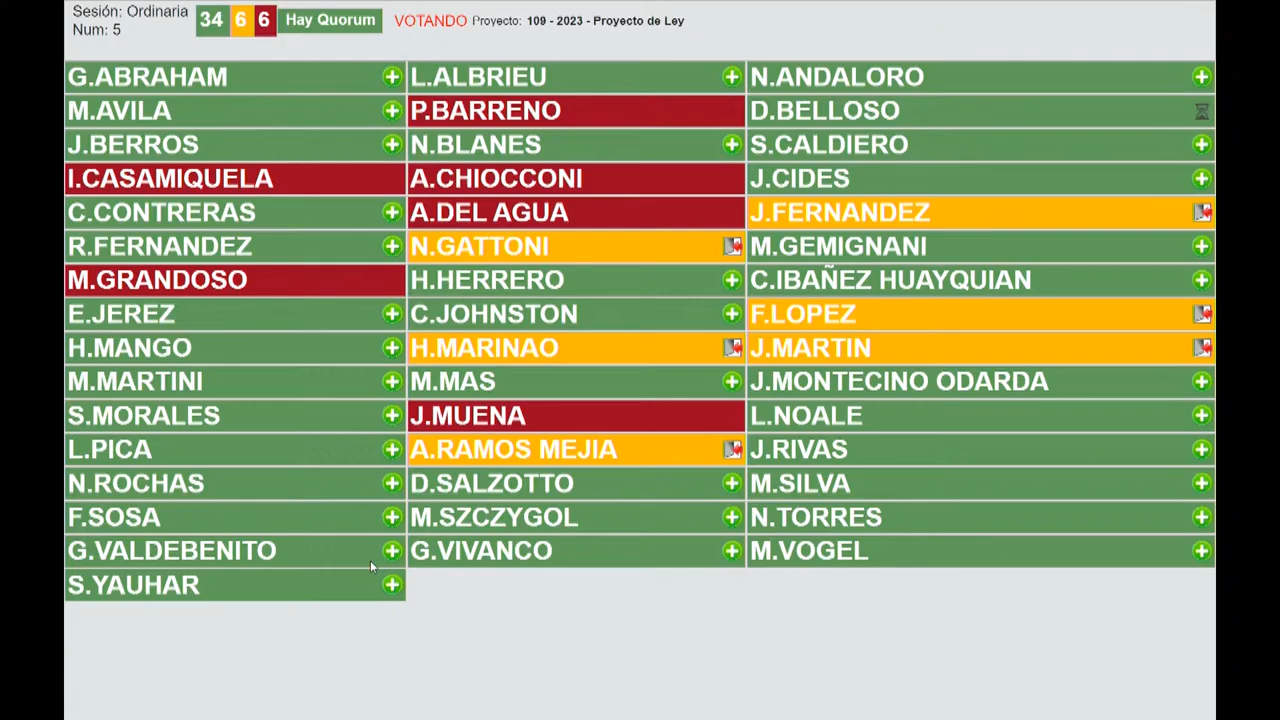 Sesión: Ordinaria
Num: 5
34 6 6 Hay Quorum VOTANDO Proyecto: 109 - 2023 - Proyecto de Ley
G.ABRAHAM L.ALBRIEU N.ANDALORO
M.AVILA P.BARRENO D.BELLOSO
J.BERROS N.BLANES S.CALDIERO
I.CASAMIQUELA A.CHIOCCONI J.CIDES
C.CONTRERAS A.DEL AGUA J.FERNANDEZ
R.FERNANDEZ N.GATTONI M.GEMIGNANI
M.GRANDOSO H.HERRERO C.IBAÑEZ HUAYQUIAN
E.JEREZ C.JOHNSTON F.LOPEZ
H.MANGO H.MARINAO J.MARTIN
M.MARTINI M.MAS J.MONTECINO ODARDA
S.MORALES J.MUENA L.NOALE
L.PICA A.RAMOS MEJIA J.RIVAS
N.ROCHAS D.SALZOTTO M.SILVA
F.SOSA M.SZCZYGOL N.TORRES
G.VALDEBENITO G.VIVANCO M.VOGEL
S.YAUHAR